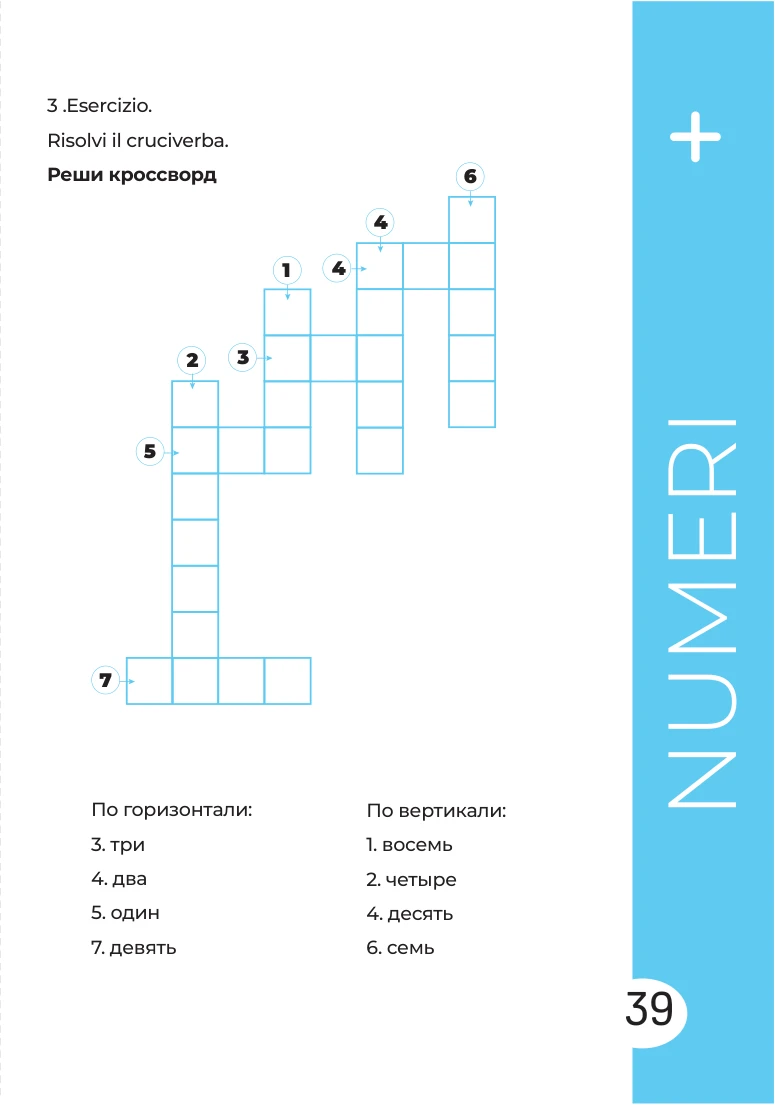 3 .Esercizio.
Risolvi il cruciverba.
Реши кроссворд
6
4
4
1
3
2
5
7
По горизонтали:
3. три
4. два
5. один
7. девять
По вертикали:
1. восемь
2. четыре
4. десять
6. семь
+
NUMERI
39